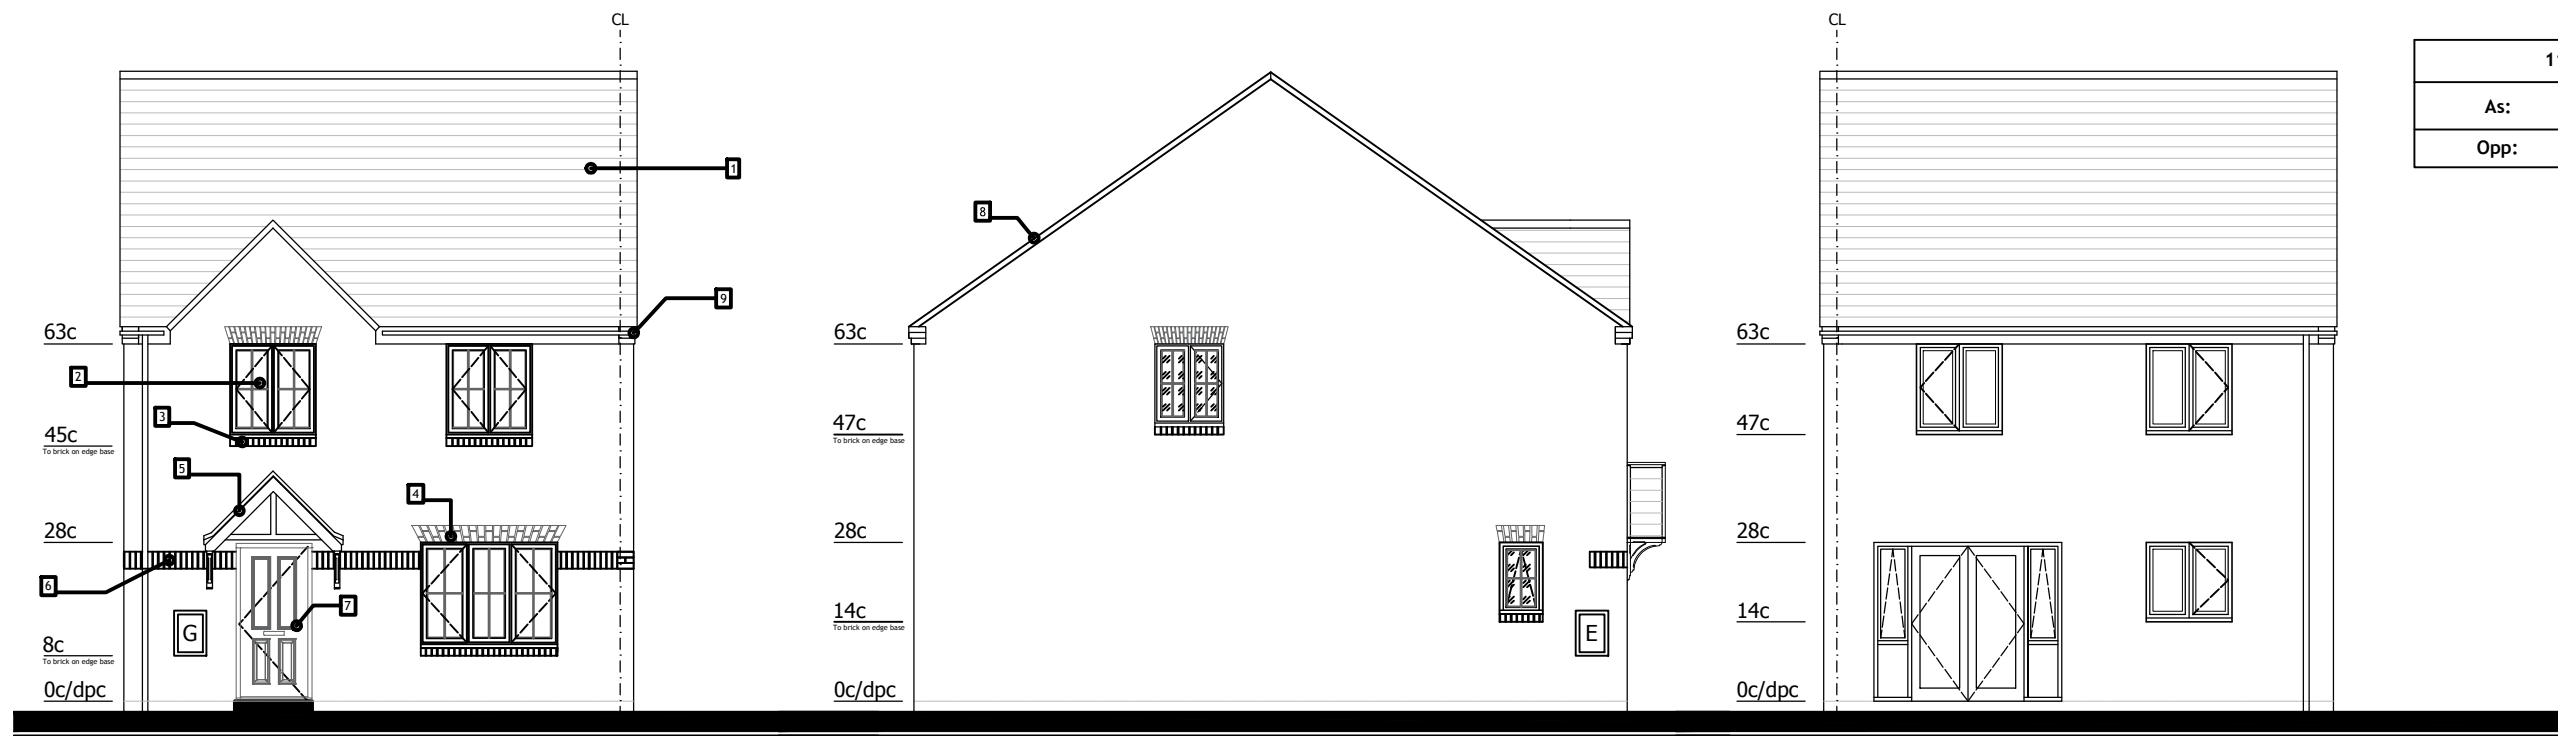 CL
1
2
3
4
5
6
7
9
63c
45c
To brick on edge base
28c
8c
To brick on edge base
0c/dpc
G
8
63c
47c
To brick on edge base
28c
14c
To brick on edge base
0c/dpc
E
CL
63c
47c
28c
14c
0c/dpc
As:
Opp: